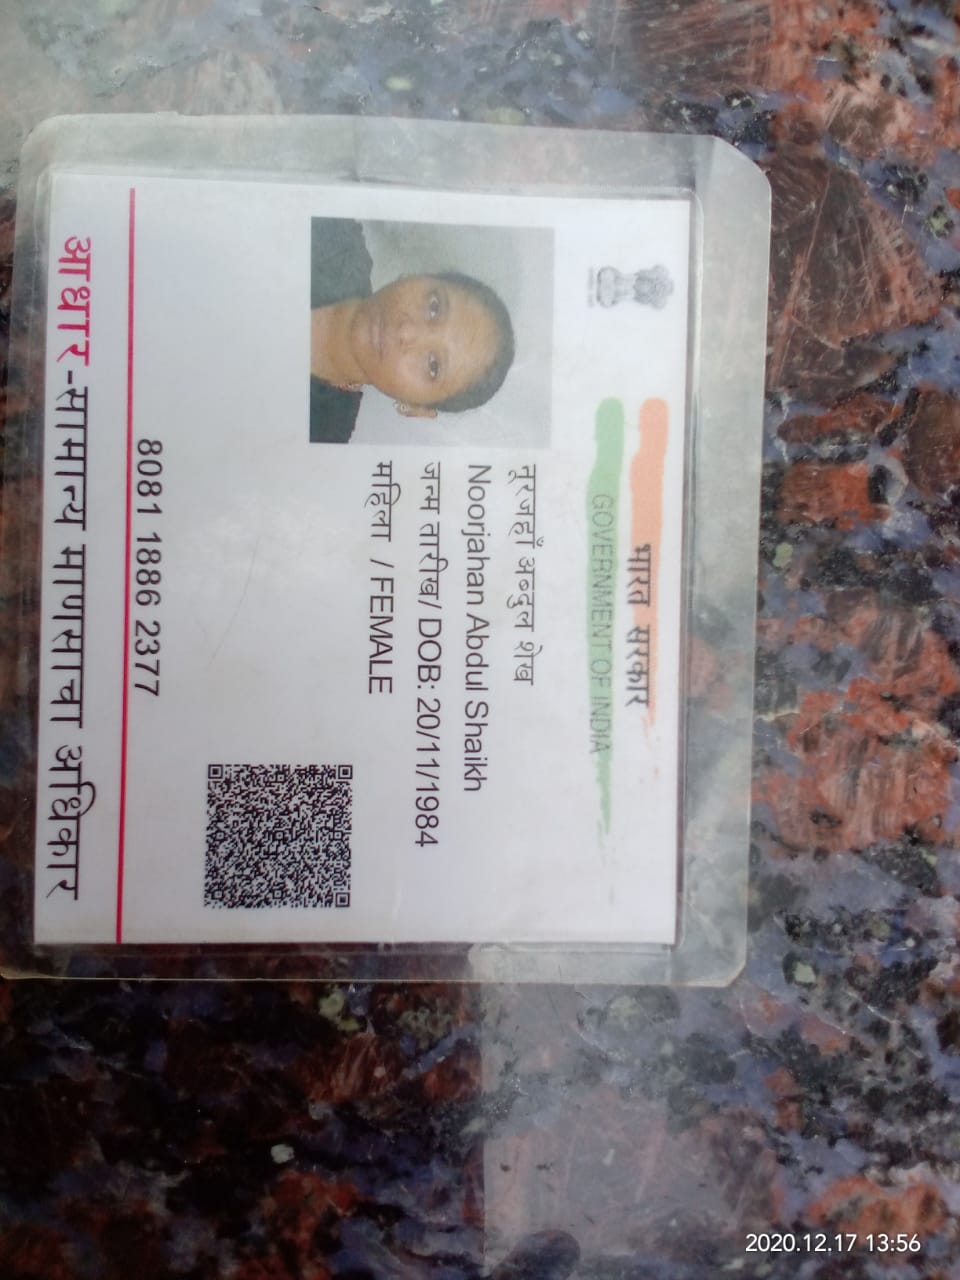 भारत सरकार
GOVERNMENT OF INDIA
नूरजहाँ अब्दुल शेख
Noorjahan Abdul Shaikh
जन्म तारीख/ DOB: 20/11/1984
महिला / FEMALE
8081 1886 2377
आधार -सामान्य माणसाचा अधिकार
2020.12.17 13:56